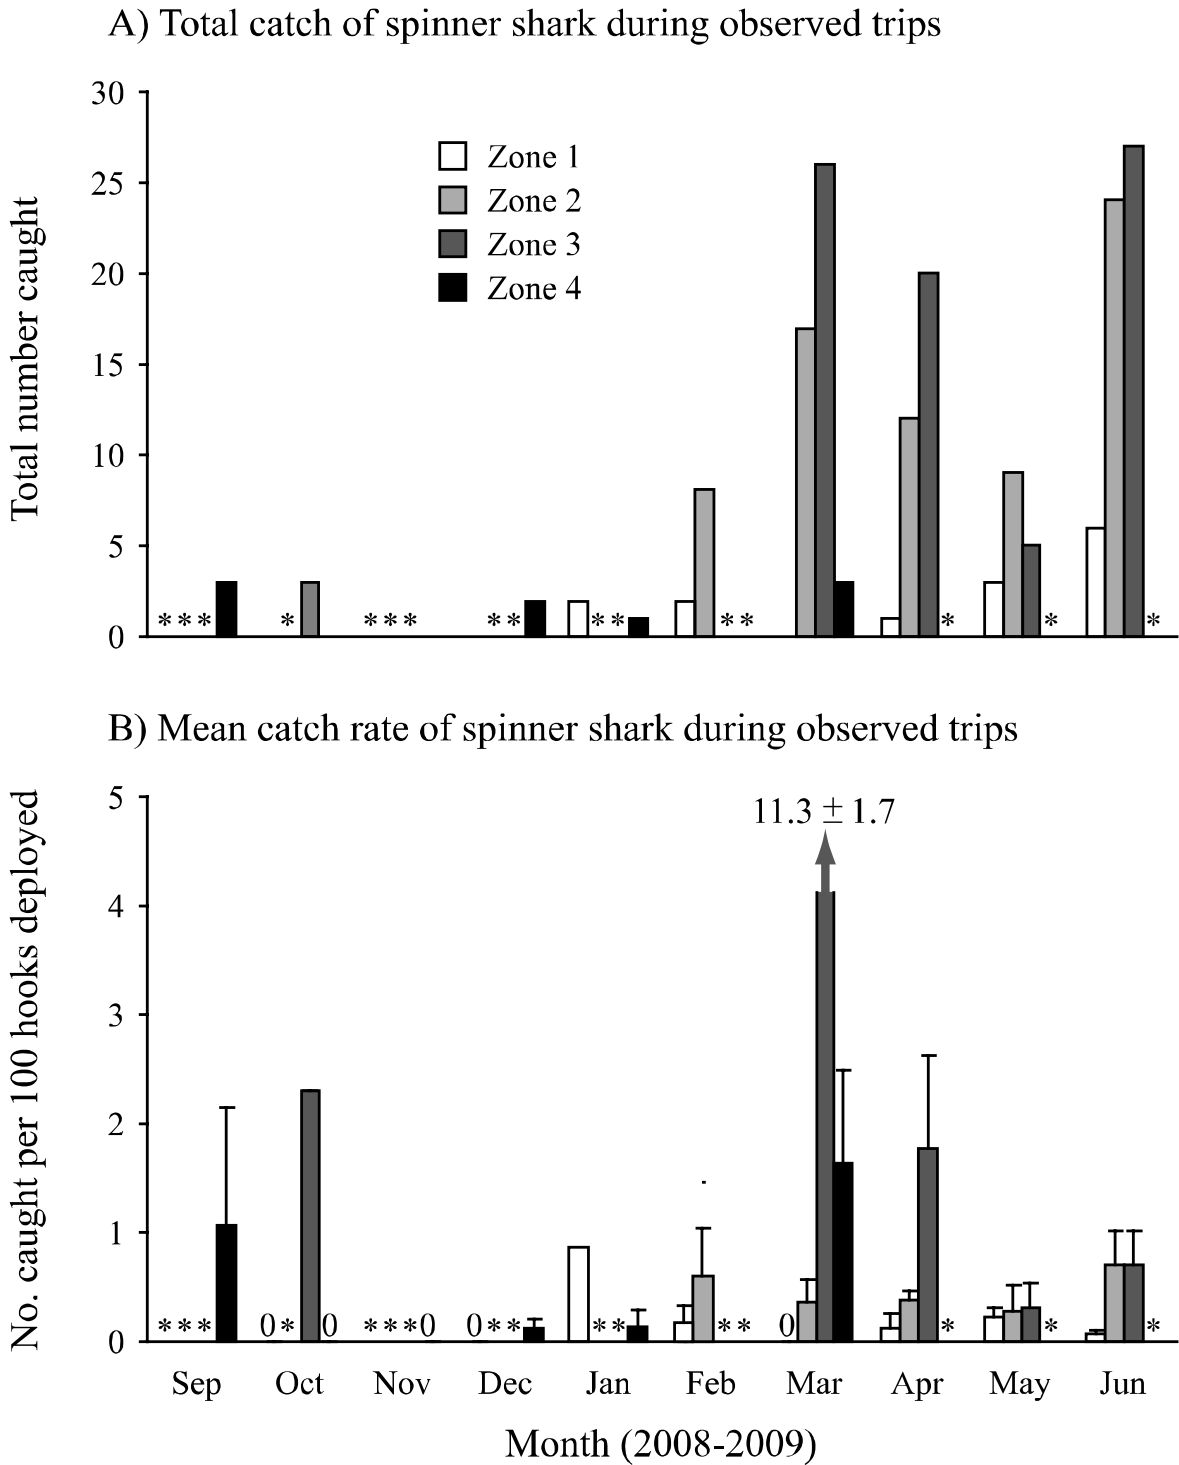 A) Total catch of spinner shark during observed trips
30
25
20
15
10
5
0
Total number caught
Zone 1
Zone 2
Zone 3
Zone 4
* * * * * * * * * * * * * * * *
B) Mean catch rate of spinner shark during observed trips
5
4
3
2
1
0
No. caught per 100 hooks deployed
11.3 ± 1.7
* * * 0 * 0 * * * 0 0 * * * * * * 0 * * *
Sep Oct Nov Dec Jan Feb Mar Apr May Jun
Month (2008-2009)